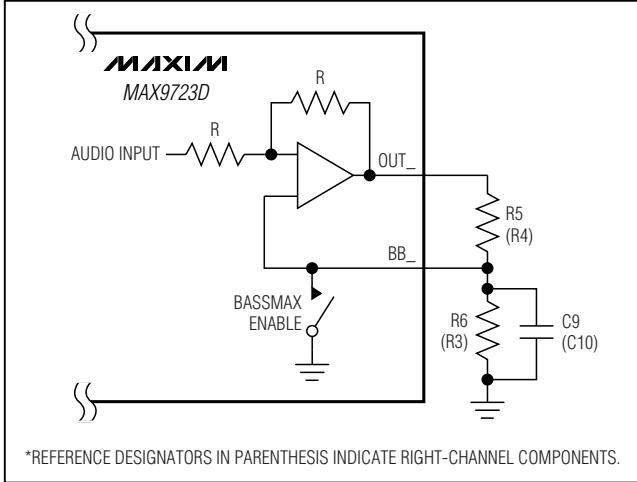 MAXIM
MAX9723D
R
R
AUDIO INPUT
OUT_
R5
(R4)
BB_
BASSMAX
ENABLE
R6
(R3)
C9
(C10)
*REFERENCE DESIGNATORS IN PARENTHESIS INDICATE RIGHT-CHANNEL COMPONENTS.